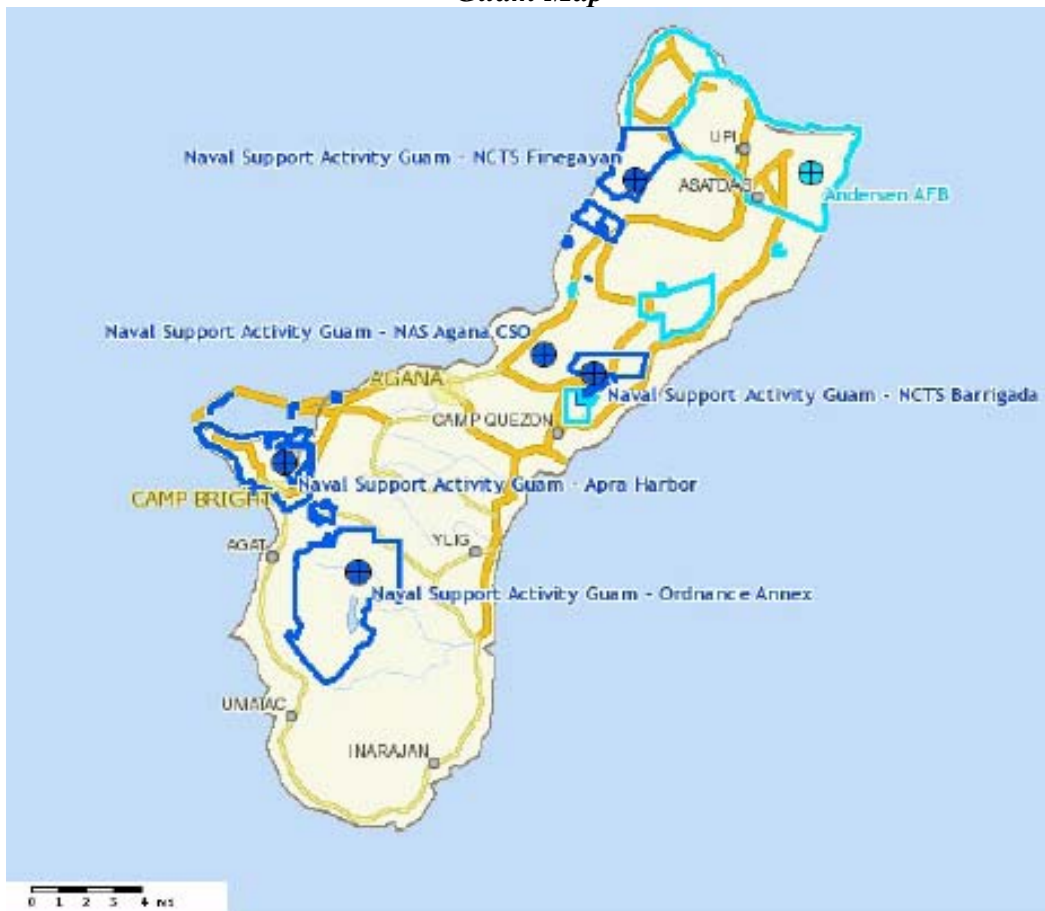 Guam Map
UPI
Naval Support Activity Guam - NCTS Finegayan
ASATDAS
Andersen AFB
Naval Support Activity Guam - NAS Agana CSO
AGANA
Naval Support Activity Guam - NCTS Barrigada
CAMP QUEZON
Naval Support Activity Guam - Apra Harbor
CAMP BRIGHT
YLIG
AGAT
Naval Support Activity Guam - Ordnance Annex
UMATAC
INARAJAN
0 1 2 3 4 mi